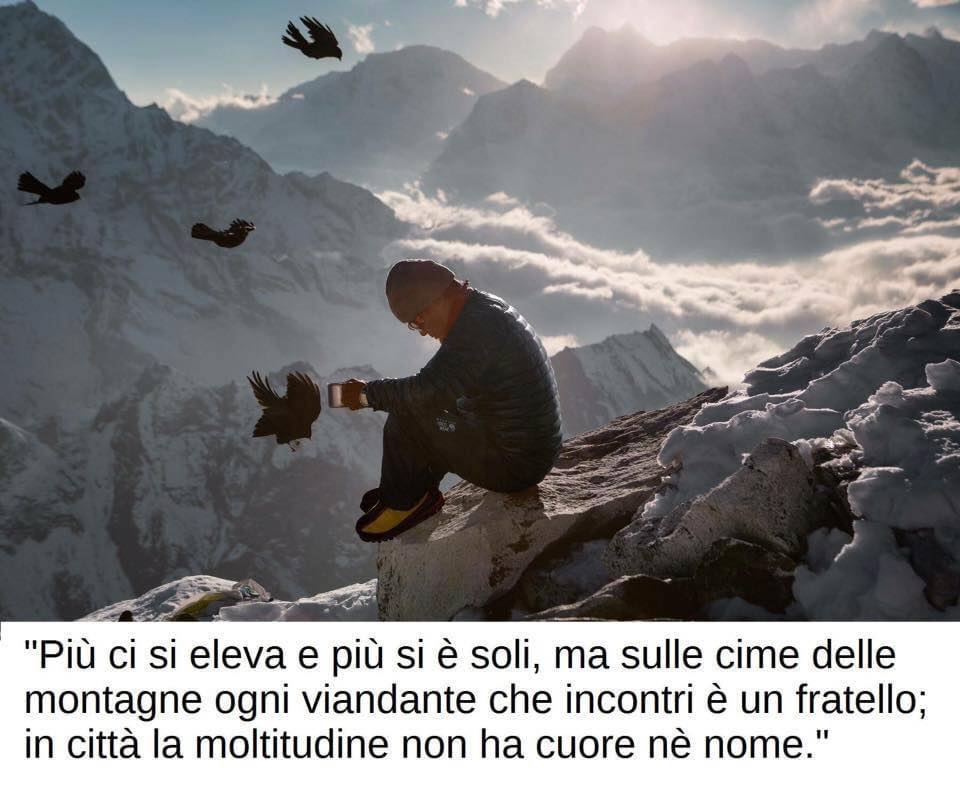 "Più ci si eleva e più si è soli, ma sulle cime delle
montagne ogni viandante che incontri è un fratello;
in città la moltitudine non ha cuore nè nome."